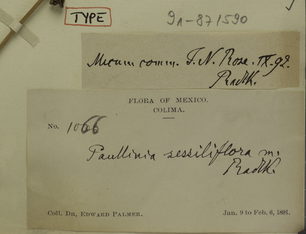 TYPE
91-871590
Mecum comm. J. N. Rose. IX. 92.
Radlk.
FLORA OF MEXICO.
COLIMA.
No. 1066
Paullinia sessiliflora m.
Radlk.
Coll. Dr. Edward Palmer. Jan. 9 to Feb. 6, 1891.